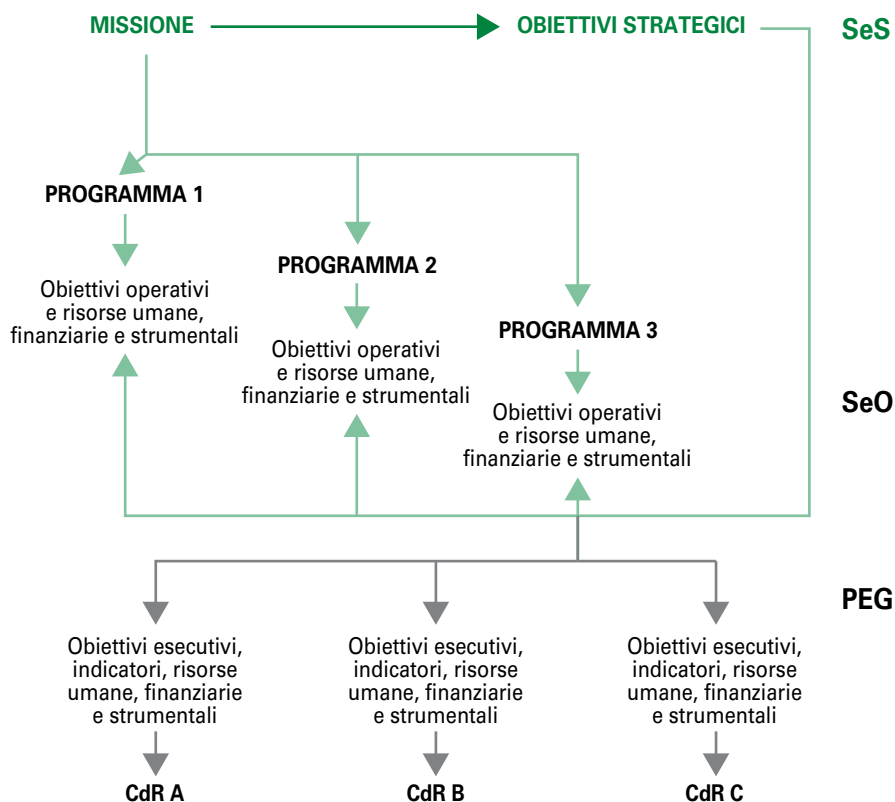 MISSIONE
OBIETTIVI STRATEGICI
SeS
PROGRAMMA 1
Obiettivi operativi
e risorse umane,
finanziarie e strumentali
PROGRAMMA 2
Obiettivi operativi
e risorse umane,
finanziarie e strumentali
PROGRAMMA 3
Obiettivi operativi
e risorse umane,
finanziarie e strumentali
SeO
PEG
Obiettivi esecutivi,
indicatori, risorse
umane, finanziarie
e strumentali
CdR A
Obiettivi esecutivi,
indicatori, risorse
umane, finanziarie
e strumentali
CdR B
Obiettivi esecutivi,
indicatori, risorse
umane, finanziarie
e strumentali
CdR C